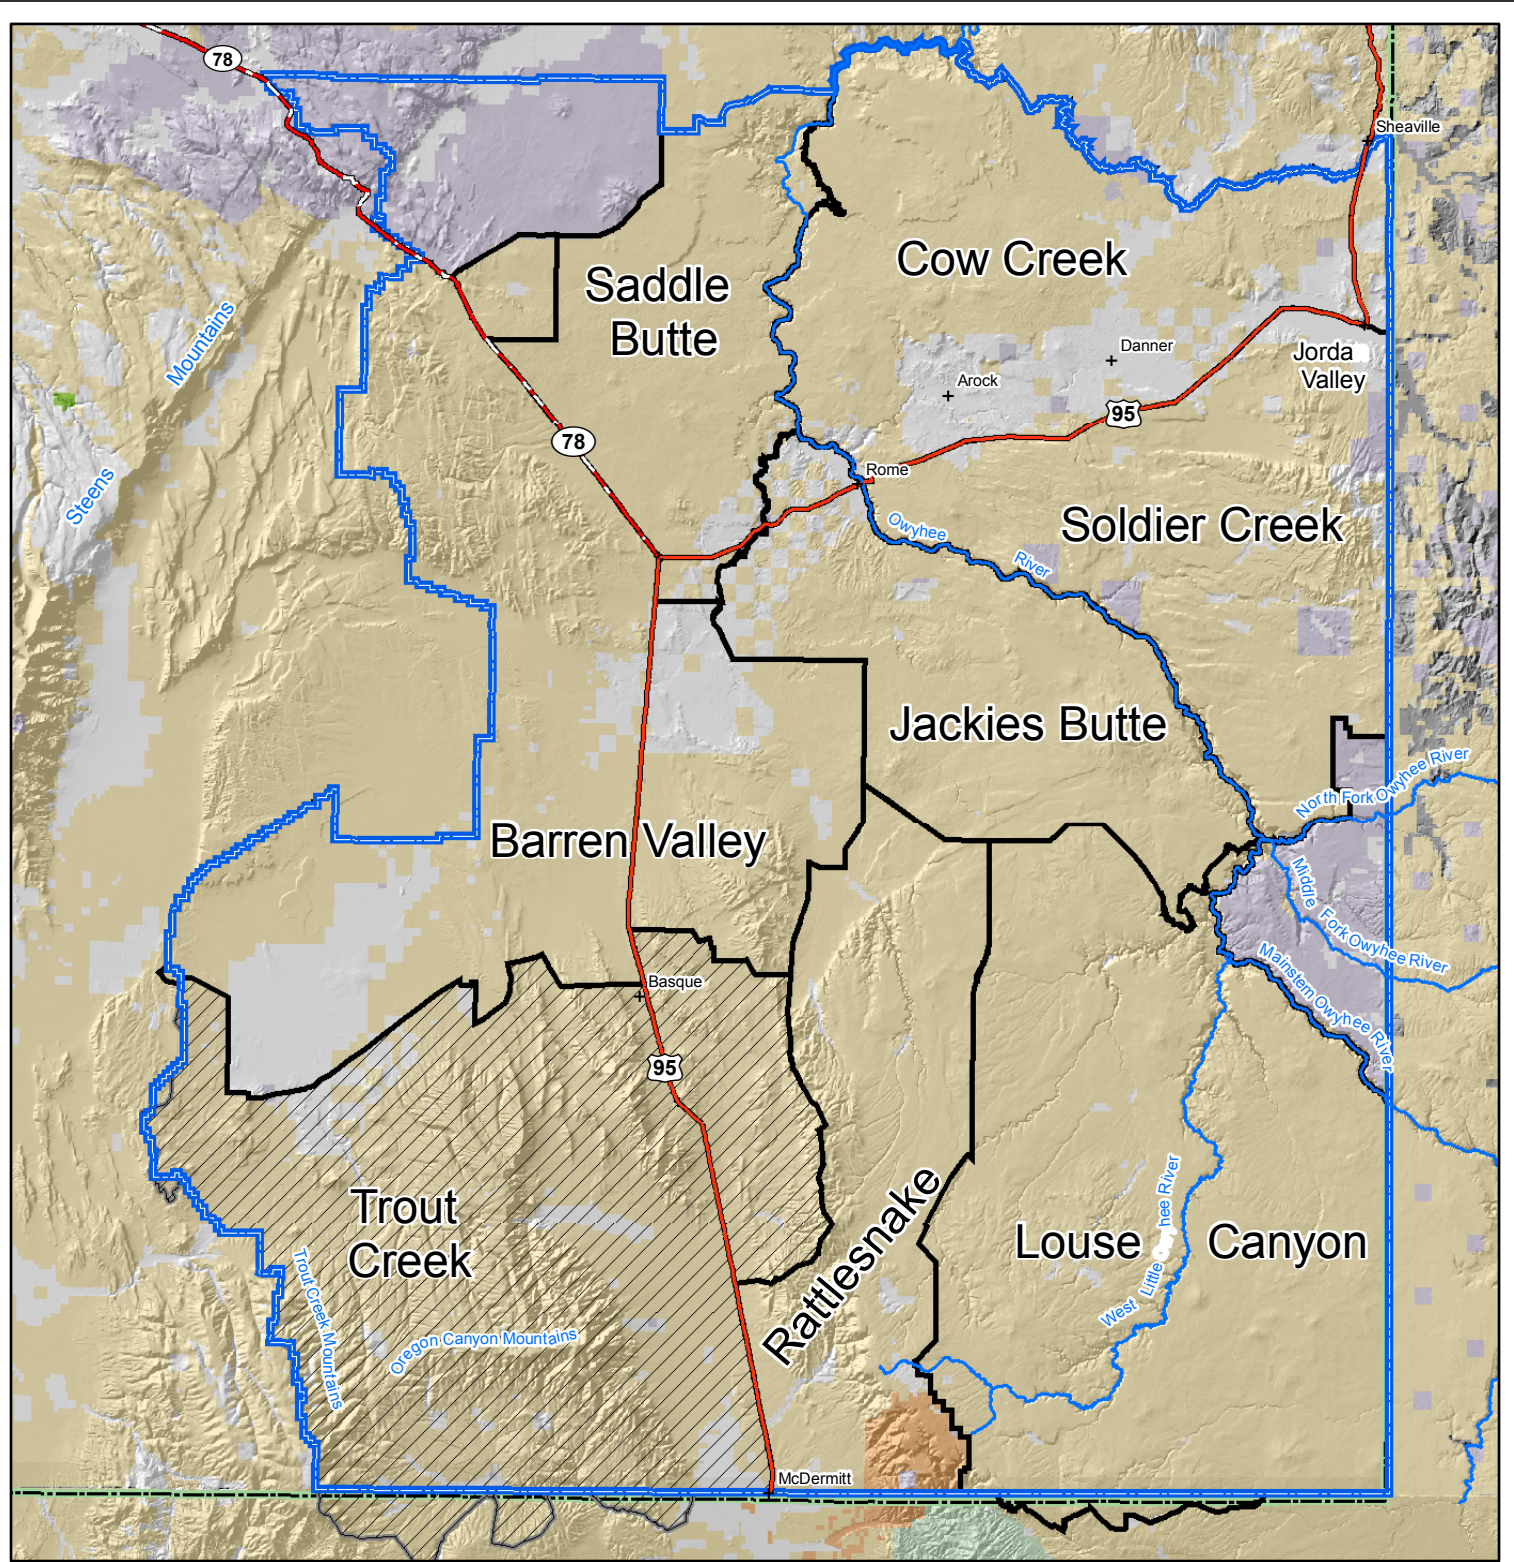 78
Sheaville
Cow Creek
Saddle
Butte
Mountains
Danner
Jorda
Valley
Arock
95
78
Rome
Steens
Owyhee
Soldier Creek
River
Jackies Butte
North Fork Owyhee River
Barren Valley
Middle
Fork Owyhee River
Mainstem Owyhee River
Basque
95
Trout
Creek
Rattlesnake
West Little hee River
Louse Canyon
Trout Creek Mountains
Oregon Canyon Mountains
McDermitt